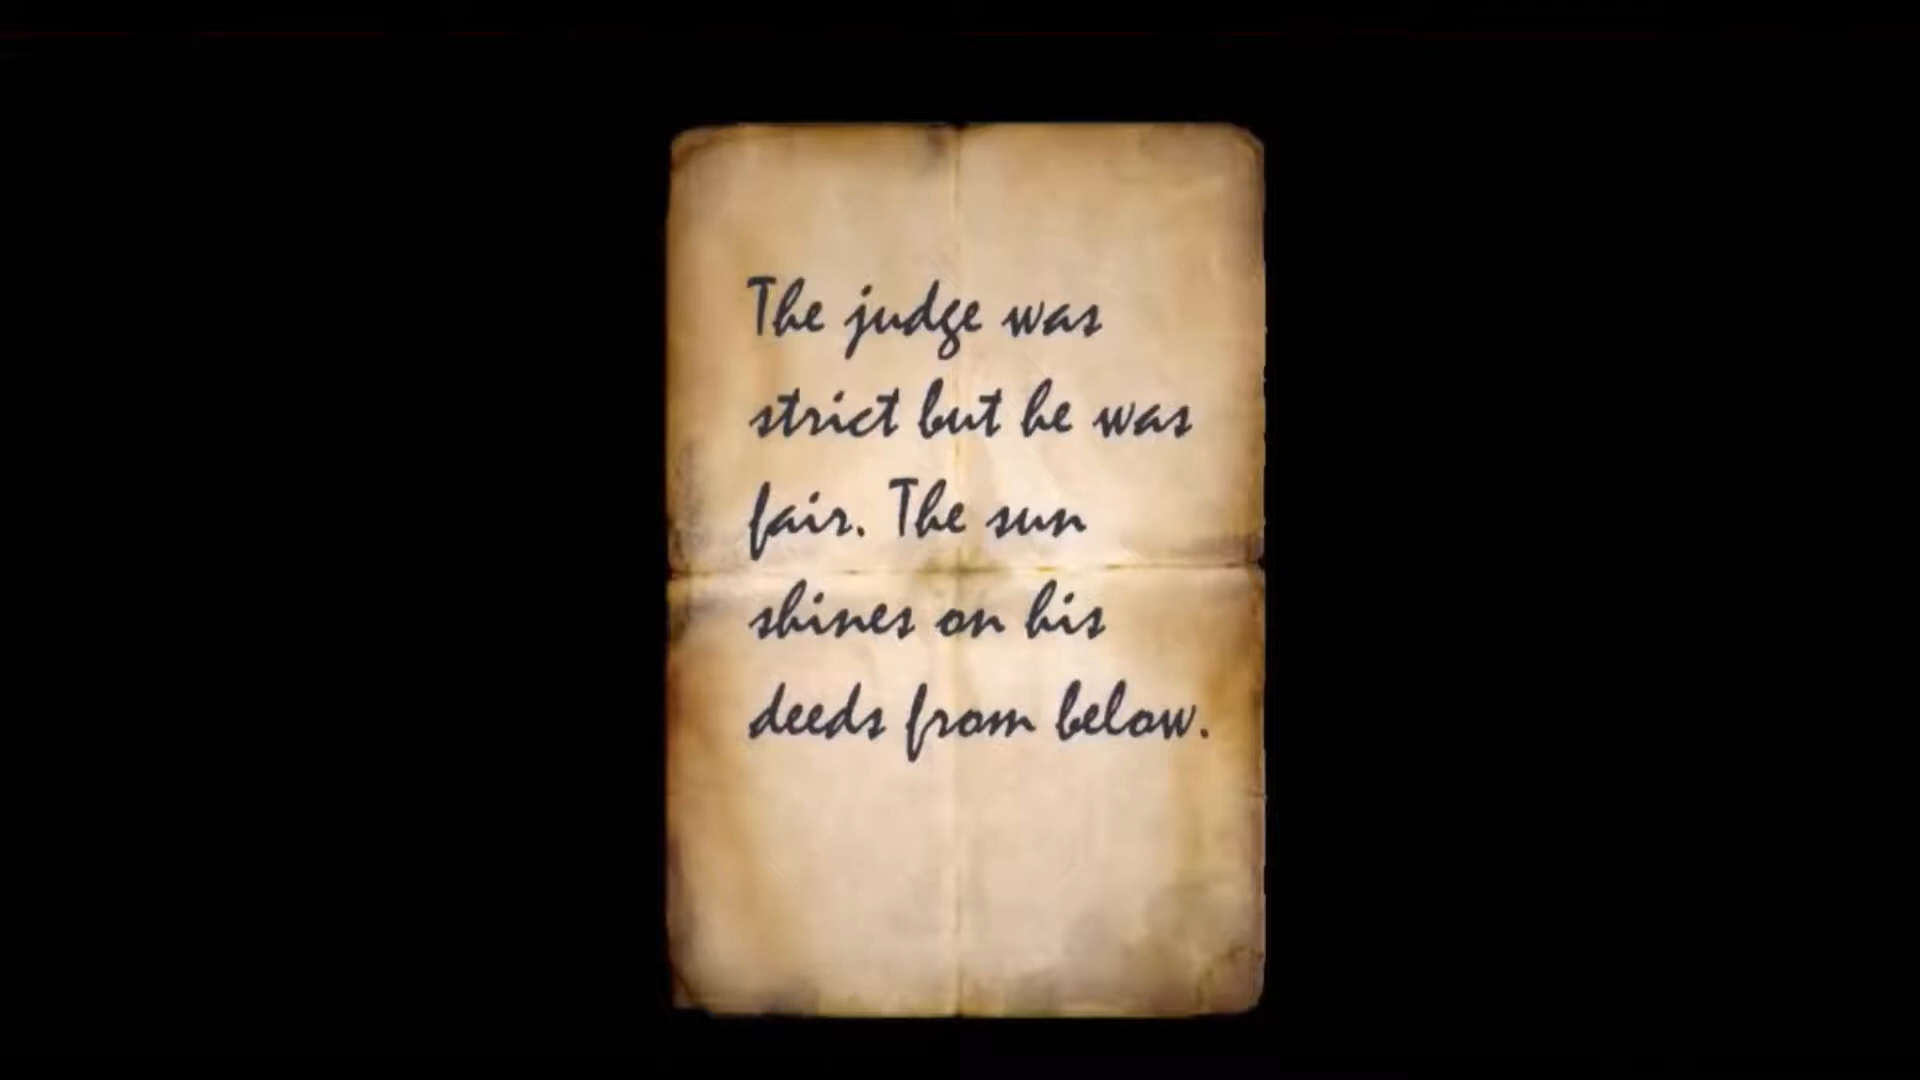 The judge was
strict but he was
fair. The sun
shines on his
deeds from below.